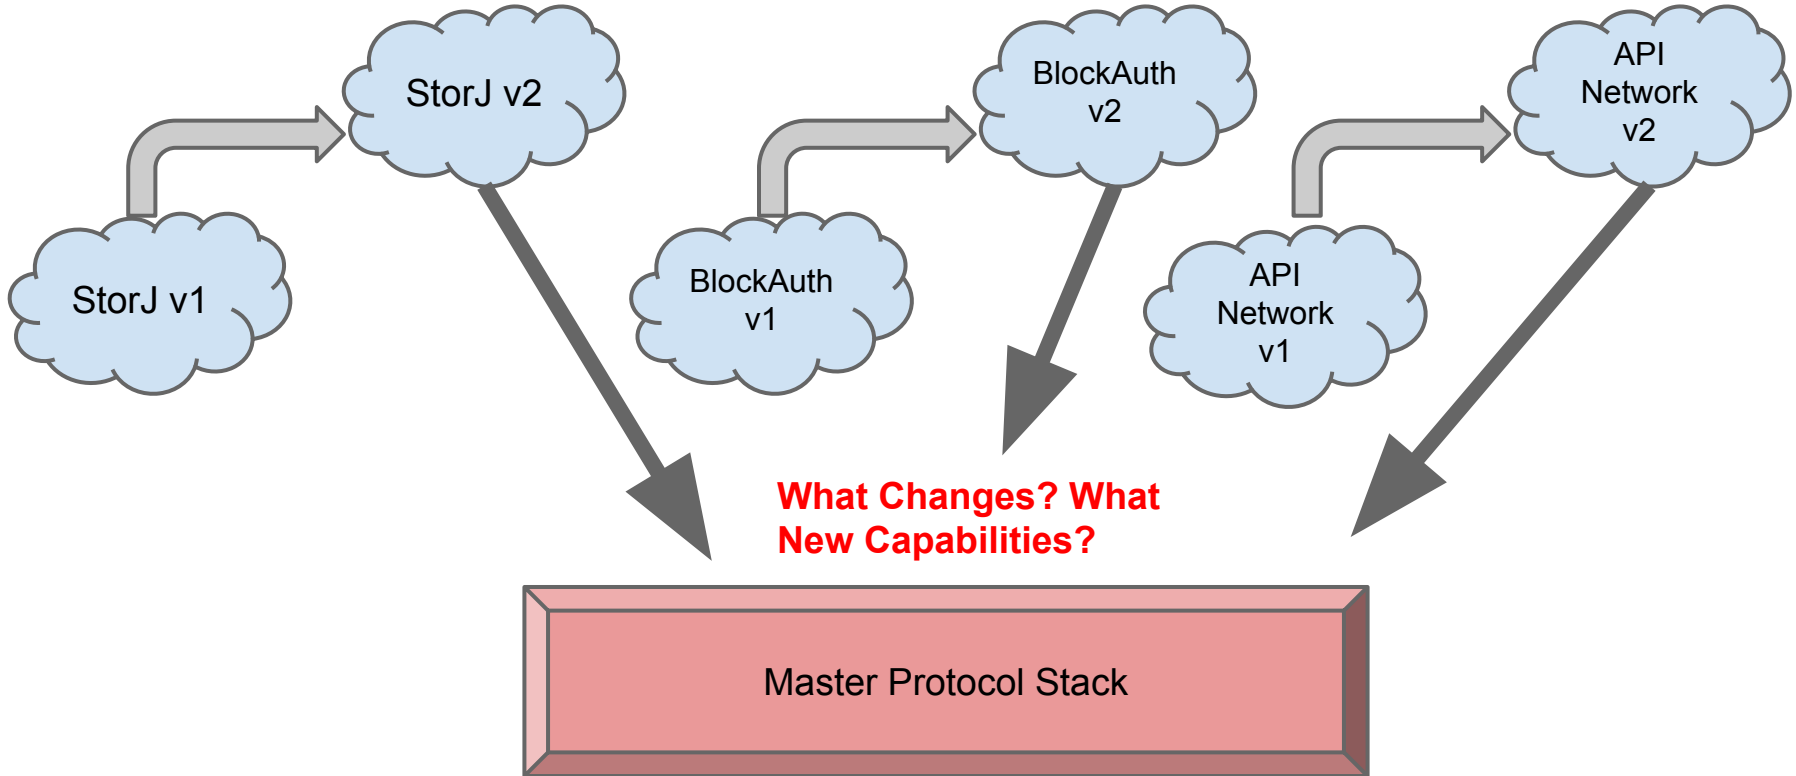 StorJ v2
BlockAuth
v2
API
Network
v2
StorJ v1
BlockAuth
v1
API
Network
v1
What Changes? What
New Capabilities?
Master Protocol Stack